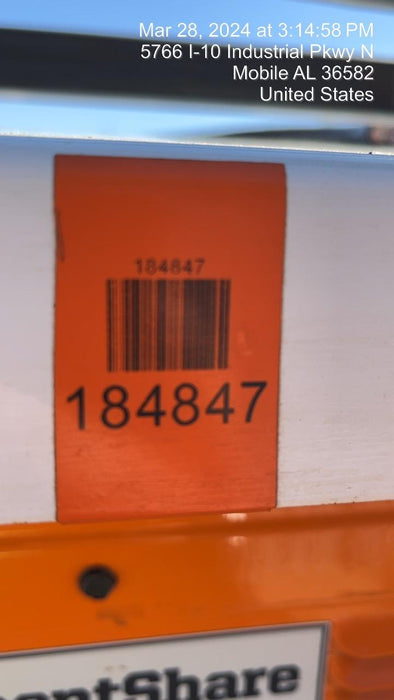 Mar 28, 2024 at 3:14:58 PM
5766 I-10 Industrial Pkwy N
Mobile AL 36582
United States
184847
184847
entShare